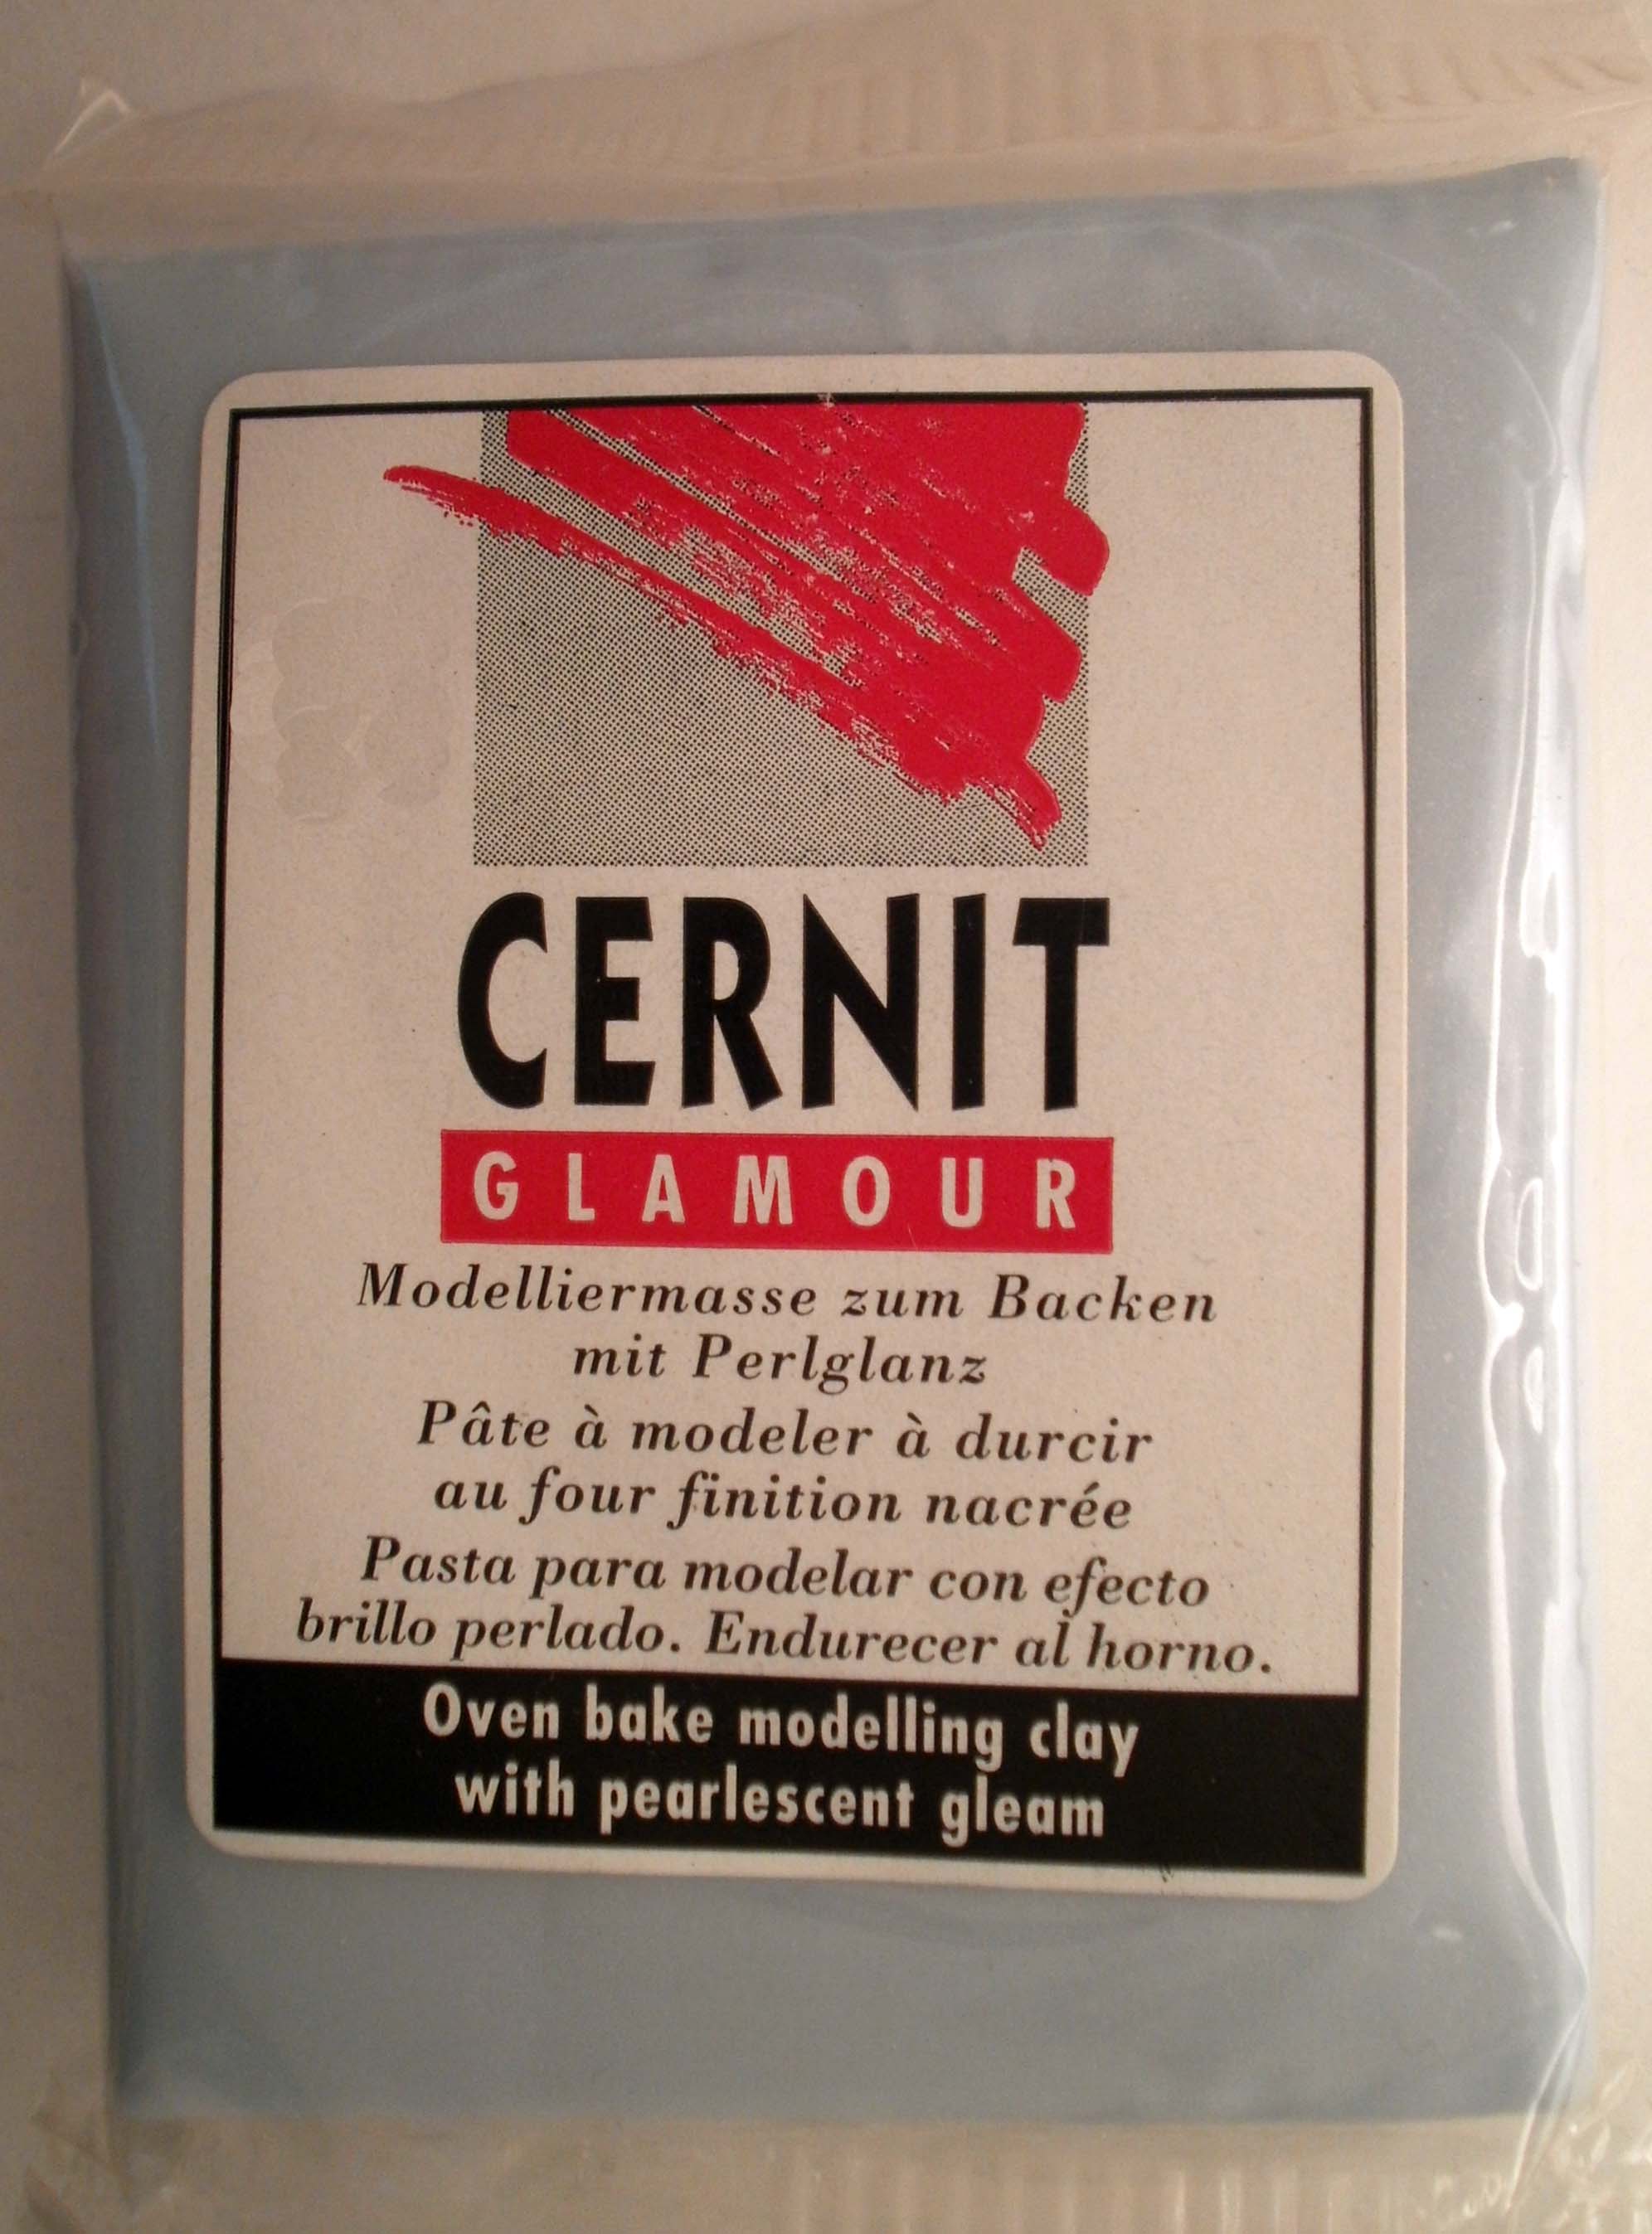 CERNIT
GLAMOUR
Modelliermasse zum Backen
mit Perlglanz
Pâte à modeler à durcir
au four finition nacrée
Pasta para modelar con efecto
brillo perlado. Endurecer al horno.
Oven bake modelling clay
with pearlescent gleam